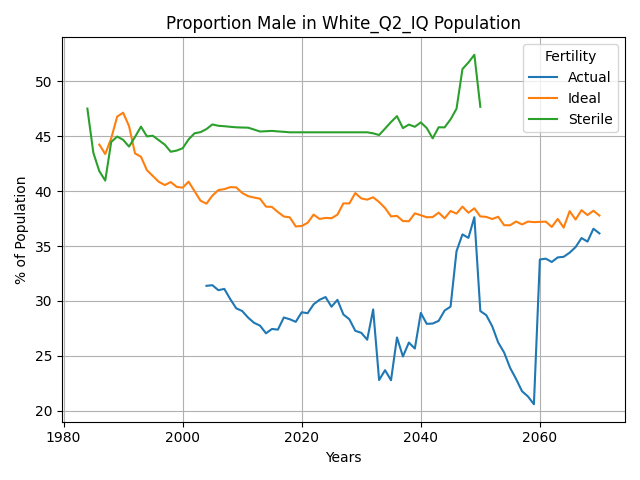 Proportion Male in White_Q2_IQ Population
% of Population
50
45
40
35
30
25
20
1980
2000
2020
2040
2060
Years
Fertility
Actual
Ideal
Sterile